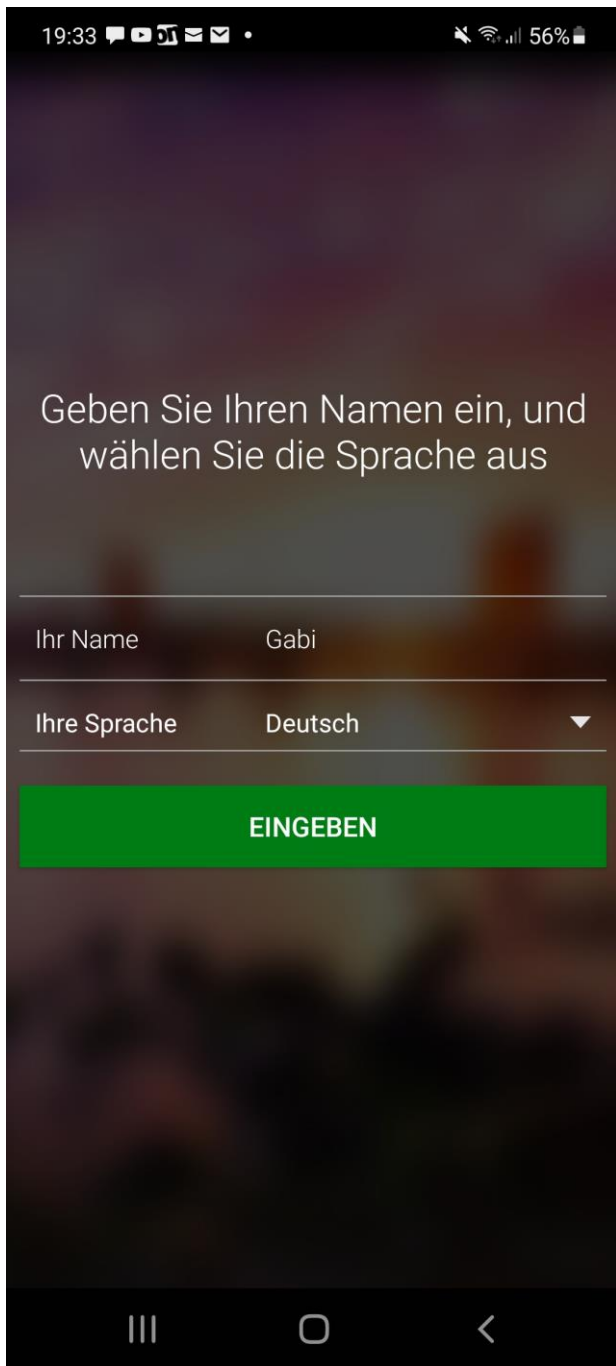 19:33 56%
Geben Sie Ihren Namen ein, und
wählen Sie die Sprache aus
Ihr Name Gabi
Ihre Sprache Deutsch
EINGEBEN